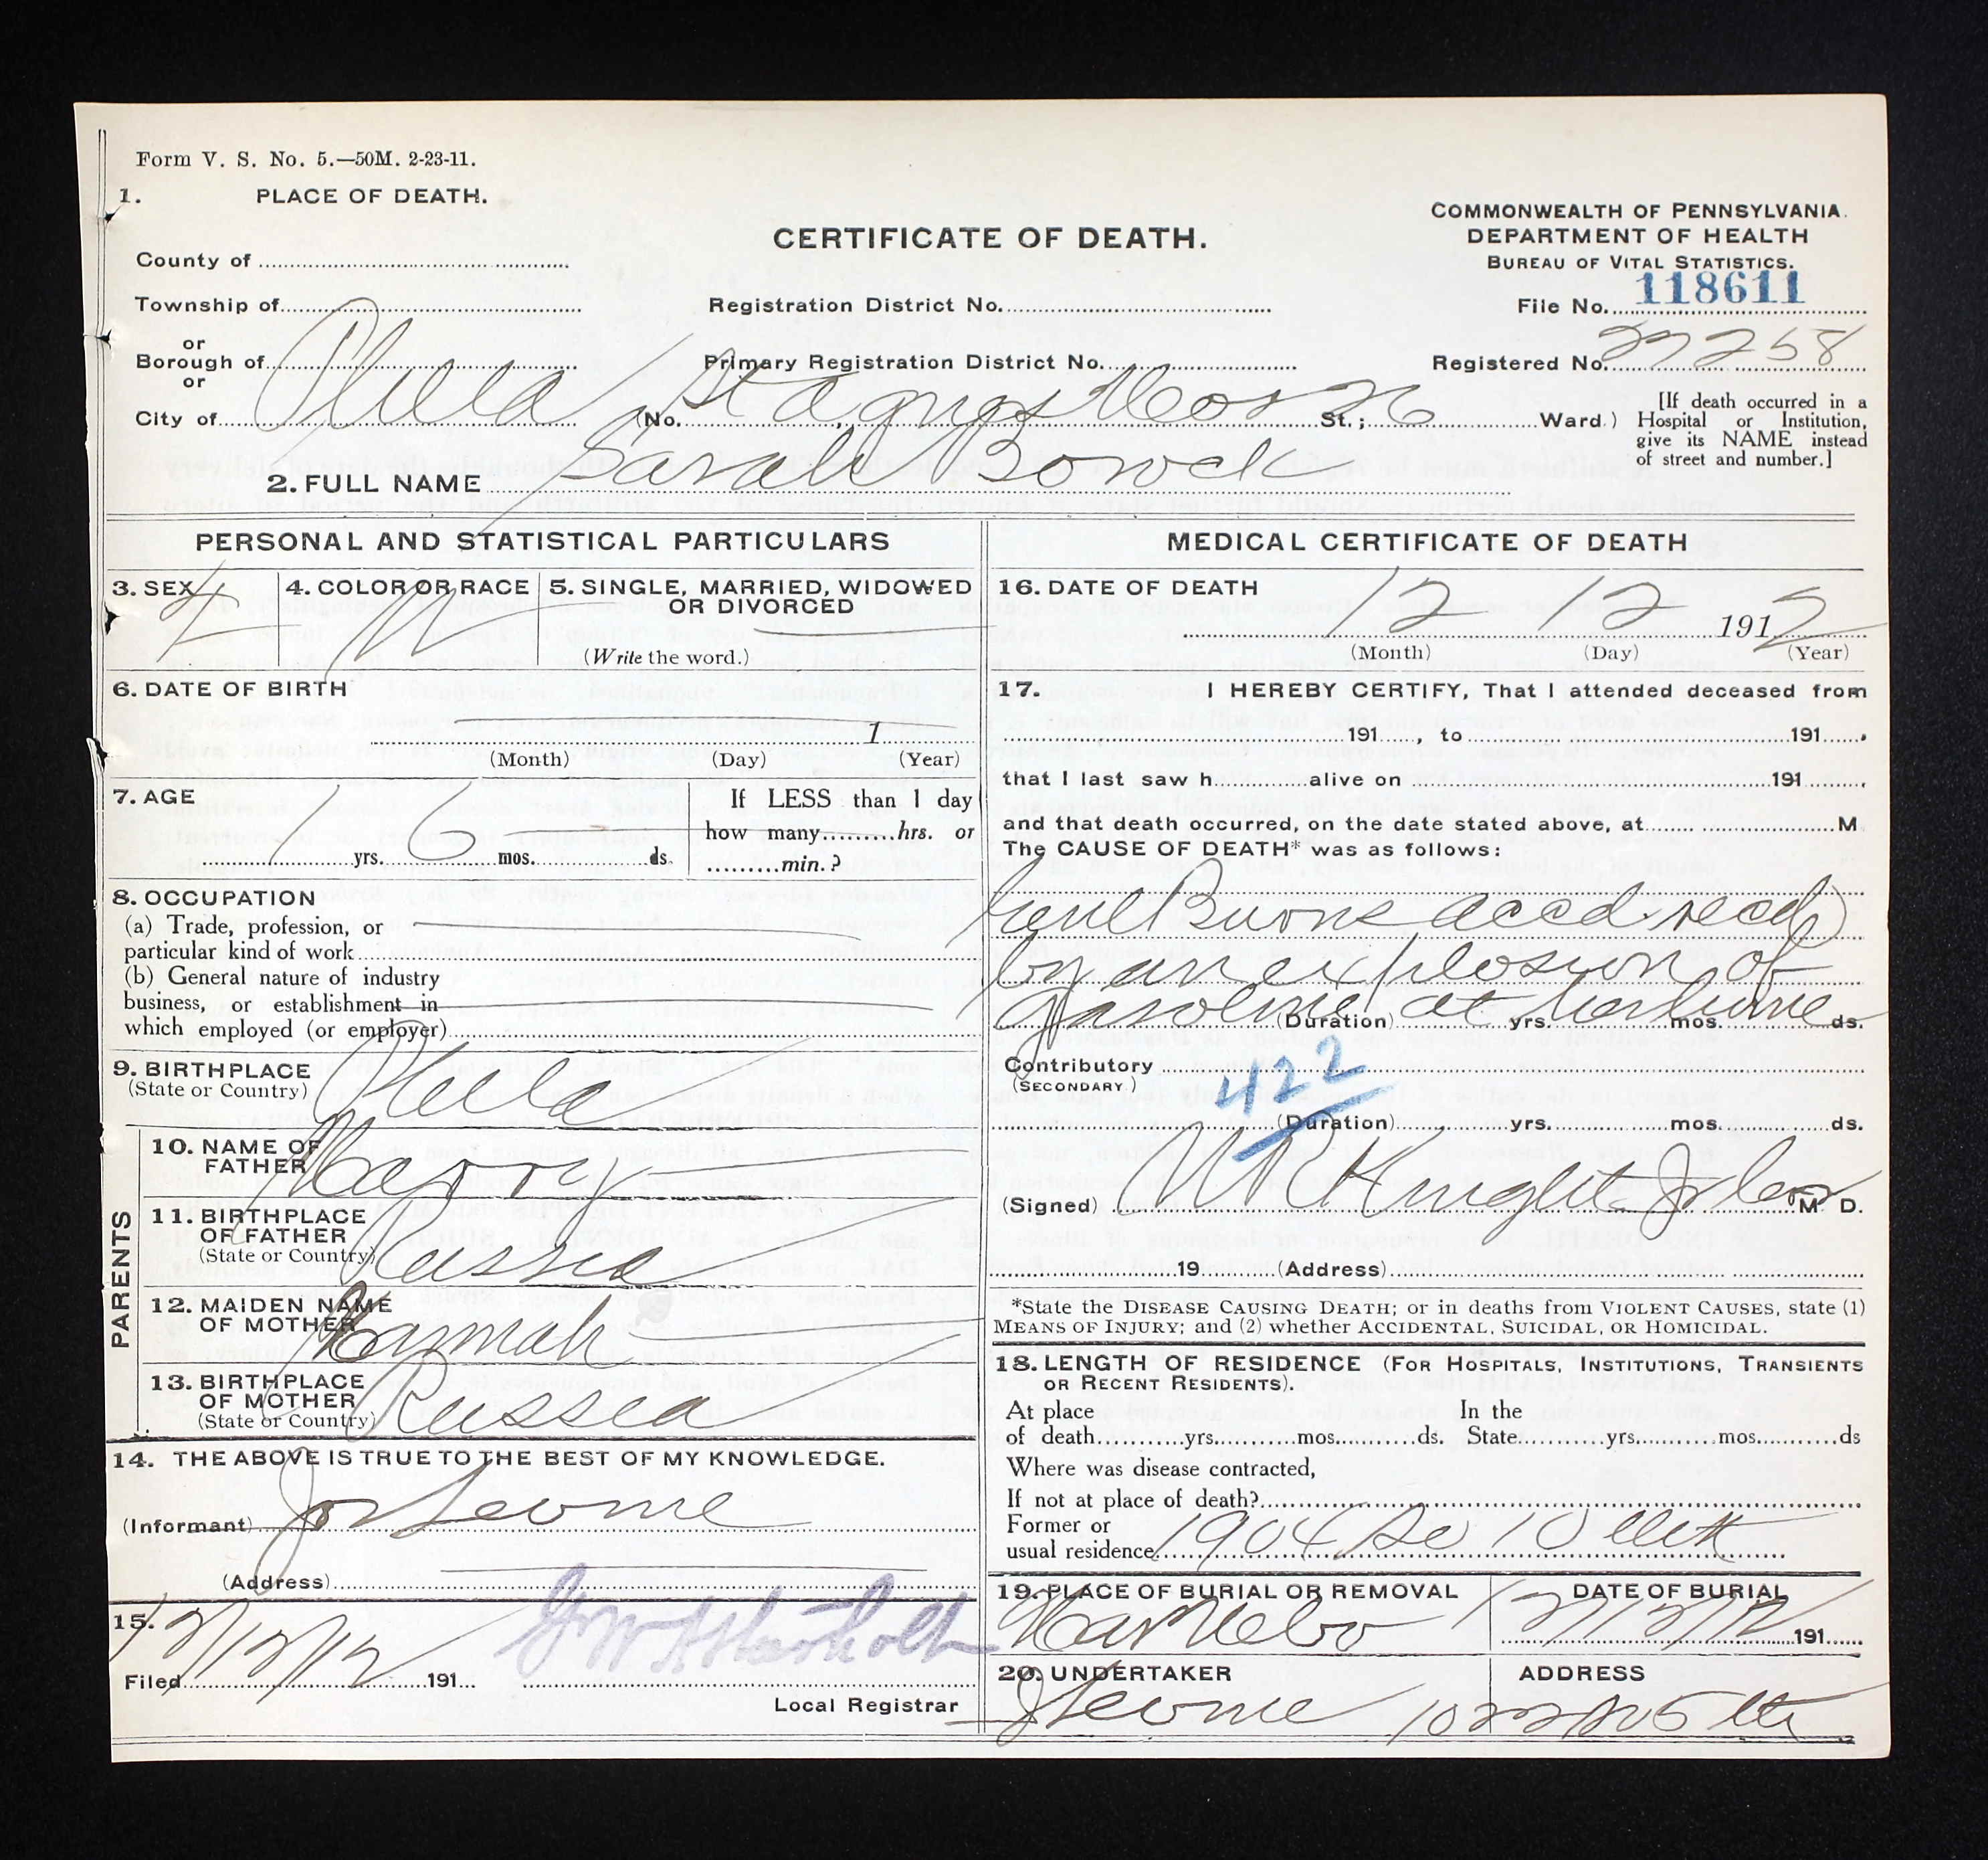 Form V. S. No. 5.—50M. 2-23-11.
1. PLACE OF DEATH.
COMMONWEALTH OF PENNSYLVANIA.
DEPARTMENT OF HEALTH
BUREAU OF VITAL STATISTICS.
CERTIFICATE OF DEATH.
County of
File No. 118611
Township of
Registration District No.
or
Borough of
Primary Registration District No.
Registered No. 27258
or
City of Phila (No. St Agnes Hos St.; 26 Ward.)
[If death occurred in a
Hospital or Institution,
give its NAME instead
of street and number.]
2. FULL NAME Sarah
PERSONAL AND STATISTICAL PARTICULARS
3. SEX F
4. COLOR OR RACE W
5. SINGLE, MARRIED, WIDOWED
OR DIVORCED
(Write the word.)
6. DATE OF BIRTH
1
(Month) (Day) (Year)
7. AGE
1 yrs. 6 mos. ds.
If LESS than 1 day
how many hrs. or
min.?
8. OCCUPATION
(a) Trade, profession, or
particular kind of work
(b) General nature of industry
business, or establishment in
which employed (or employer)
9. BIRTHPLACE
(State or Country) Phila
PARENTS
10. NAME OF
FATHER Harry
11. BIRTHPLACE
OF FATHER
(State or Country) Russia
12. MAIDEN NAME
OF MOTHER Hannah
13. BIRTHPLACE
OF MOTHER
(State or Country) Russia
14. THE ABOVE IS TRUE TO THE BEST OF MY KNOWLEDGE.
(Informant) Jos Levine
(Address)
15.
Filed 12/12/12 191
Local Registrar
MEDICAL CERTIFICATE OF DEATH
16. DATE OF DEATH
12 12 1912
(Month) (Day) (Year)
17. I HEREBY CERTIFY, That I attended deceased from
191 , to 191 .
that I last saw h alive on 191 ,
and that death occurred, on the date stated above, at M.
The CAUSE OF DEATH* was as follows:
Genl Burns accd recd
by an explosion of
gasoline at her home
(Duration) yrs. mos. ds.
Contributory
(SECONDARY)
422
(Duration) yrs. mos. ds.
(Signed) W R Knight Jr Cor M. D.
19 (Address)
*State the DISEASE CAUSING DEATH; or in deaths from VIOLENT CAUSES, state (1)
MEANS OF INJURY; and (2) whether ACCIDENTAL, SUICIDAL, OR HOMICIDAL.
18. LENGTH OF RESIDENCE (FOR HOSPITALS, INSTITUTIONS, TRANSIENTS
OR RECENT RESIDENTS).
At place In the
of death yrs. mos. ds. State yrs. mos. ds
Where was disease contracted,
If not at place of death?
Former or
usual residence 1904 So 10
19. PLACE OF BURIAL OR REMOVAL
Har Nebo
DATE OF BURIAL
12/12/12 191
20. UNDERTAKER
J Levine
ADDRESS
1022 N 5 th